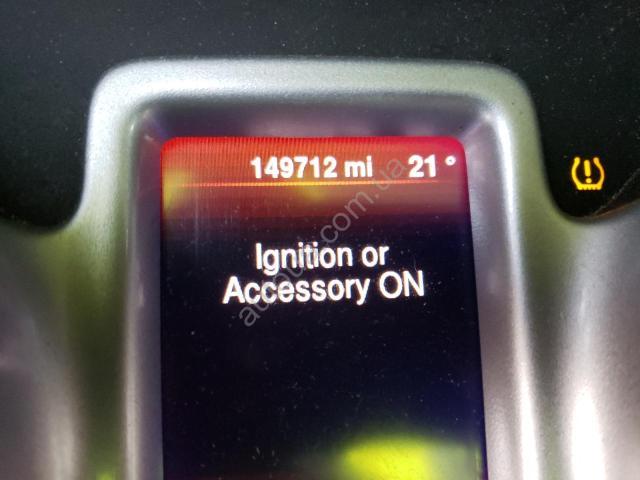 149712 mi 21°
Ignition or
Accessory ON